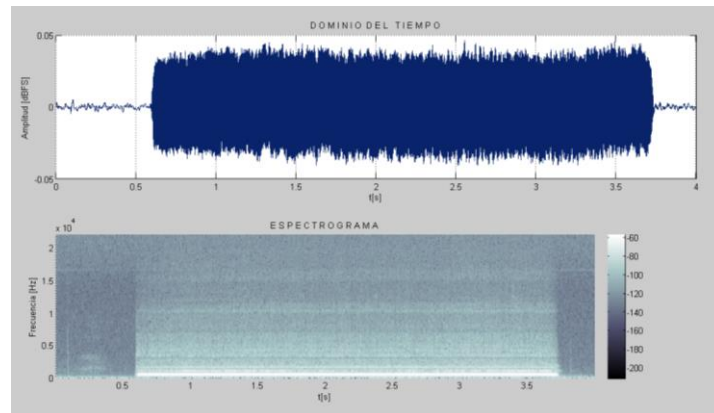 DOMINIO DEL TIEMPO
0.05
0
-0.05
Amplitud [dBFS]
0 0.5 1 1.5 2 2.5 3 3.5 4
t[s]
ESPECTROGRAMA
x 10^4
2
1.5
1
0.5
0
Frecuencia [Hz]
0.5 1 1.5 2 2.5 3 3.5
t[s]
-60
-80
-100
-120
-140
-160
-180
-200